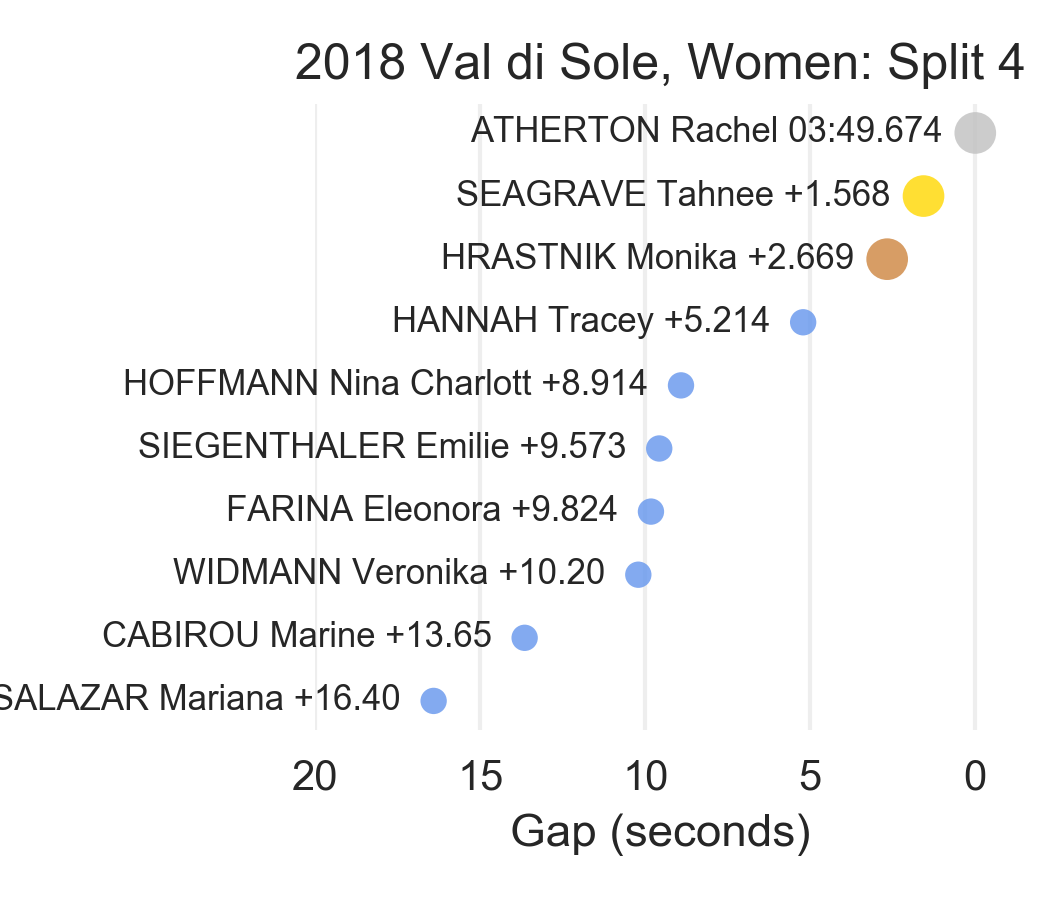 2018 Val di Sole, Women: Split 4
ATHERTON Rachel 03:49.674
SEAGRAVE Tahnee +1.568
HRASTNIK Monika +2.669
HANNAH Tracey +5.214
HOFFMANN Nina Charlott +8.914
SIEGENTHALER Emilie +9.573
FARINA Eleonora +9.824
WIDMANN Veronika +10.20
CABIROU Marine +13.65
SALAZAR Mariana +16.40
20 15 10 5 0
Gap (seconds)